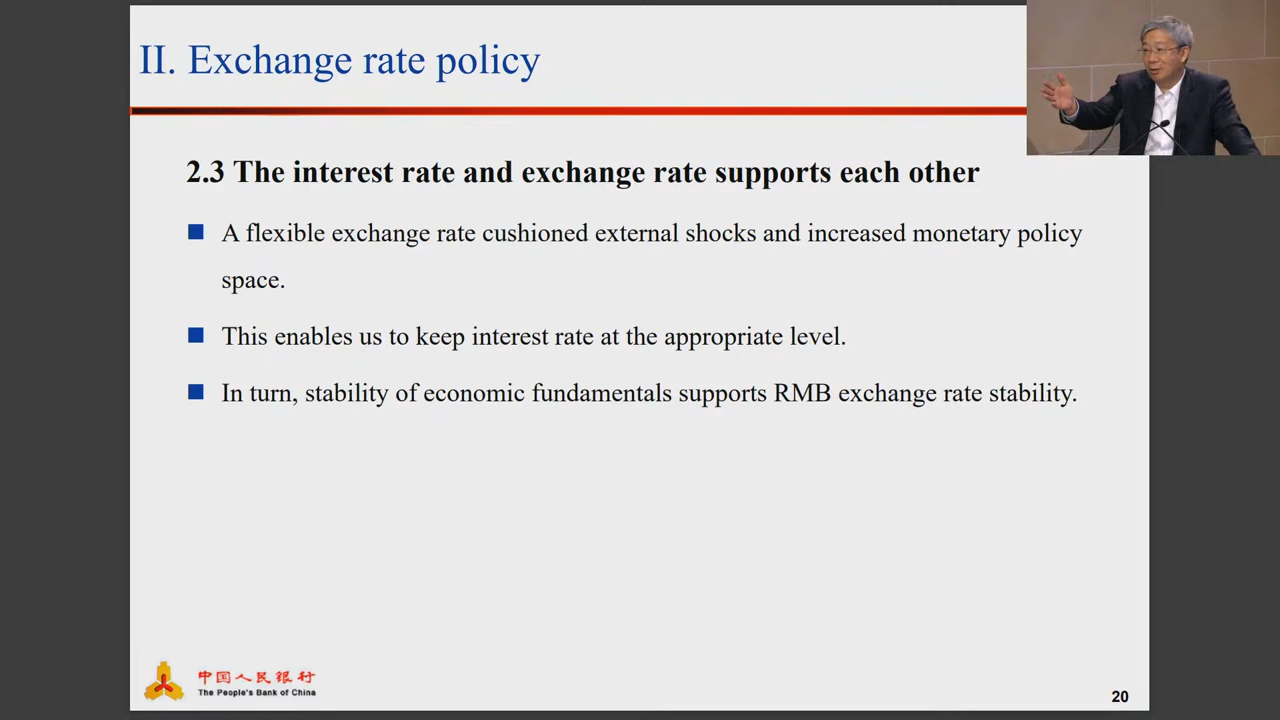 II. Exchange rate policy
2.3 The interest rate and exchange rate supports each other
A flexible exchange rate cushioned external shocks and increased monetary policy
space.
This enables us to keep interest rate at the appropriate level.
In turn, stability of economic fundamentals supports RMB exchange rate stability.
中国人民银行
The People's Bank of China
20